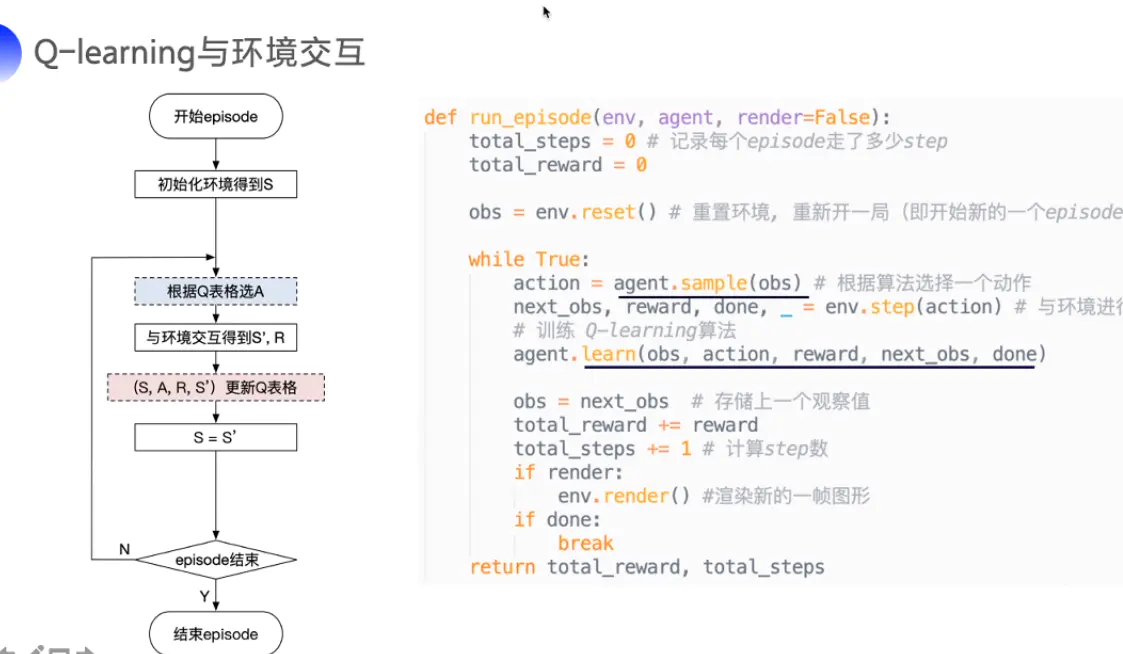 Q-learning与环境交互
开始episode
初始化环境得到S
根据Q表格选A
与环境交互得到S', R
(S, A, R, S') 更新Q表格
S = S'
N
episode结束
Y
结束episode
def run_episode(env, agent, render=False):
total_steps = 0 # 记录每个episode走了多少step
total_reward = 0
obs = env.reset() # 重置环境, 重新开一局（即开始新的一个episode
while True:
action = agent.sample(obs) # 根据算法选择一个动作
next_obs, reward, done, _ = env.step(action) # 与环境进行
# 训练 Q-learning算法
agent.learn(obs, action, reward, next_obs, done)
obs = next_obs # 存储上一个观察值
total_reward += reward
total_steps += 1 # 计算step数
if render:
env.render() #渲染新的一帧图形
if done:
break
return total_reward, total_steps